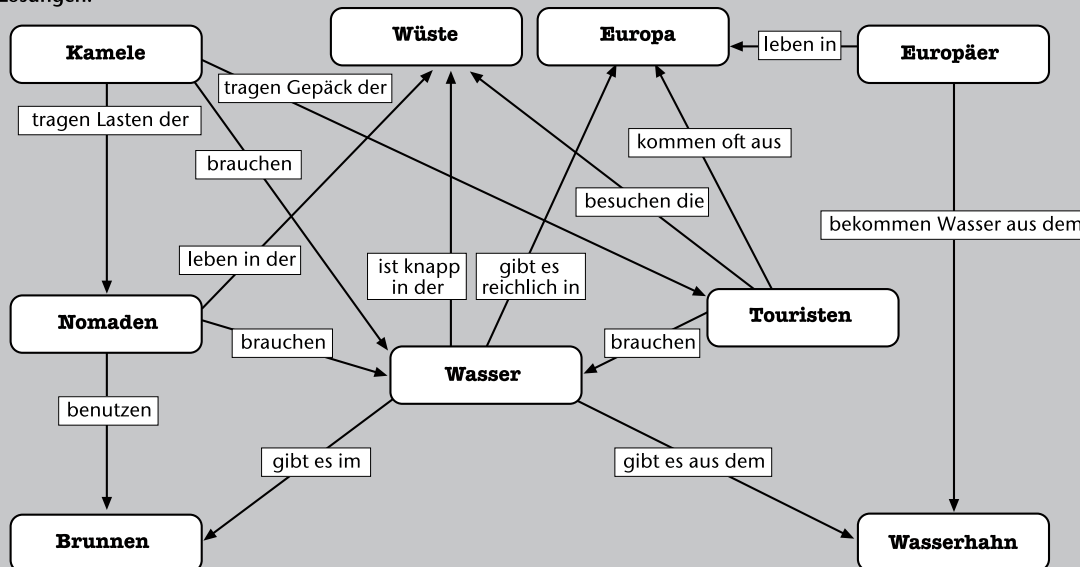 Lösungen.
Kamele
Wüste
Europa
leben in
Europäer
tragen Gepäck der
tragen Lasten der
kommen oft aus
brauchen
besuchen die
bekommen Wasser aus dem
leben in der
ist knapp
in der
gibt es
reichlich in
Nomaden
Touristen
brauchen
brauchen
Wasser
benutzen
gibt es im
gibt es aus dem
Brunnen
Wasserhahn